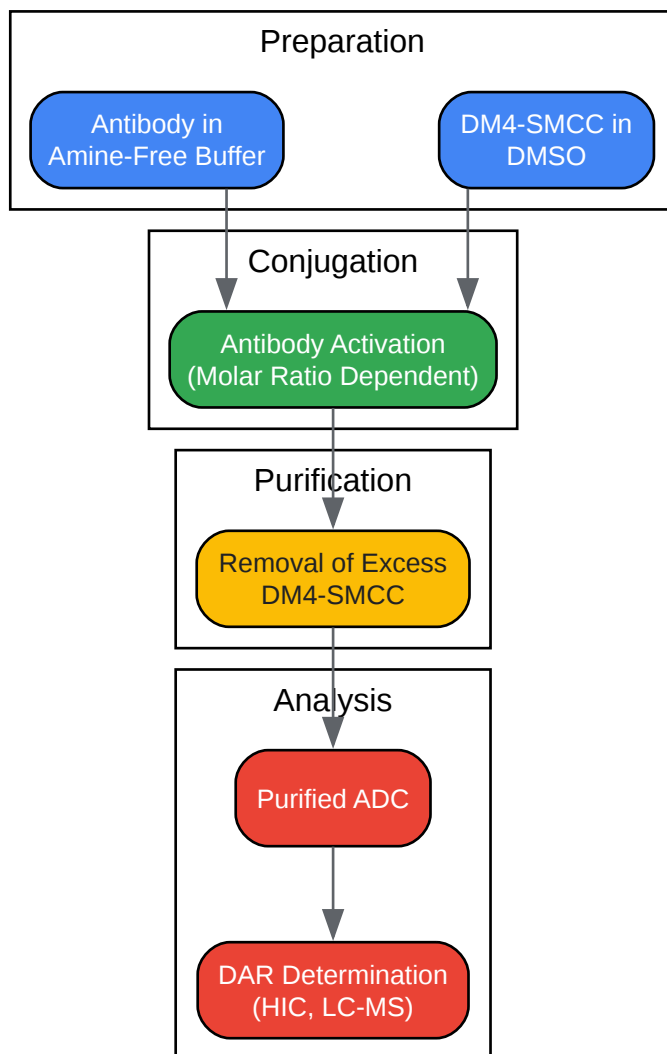 Preparation
Antibody in
Amine-Free Buffer
DM4-SMCC in
DMSO
Conjugation
Antibody Activation
(Molar Ratio Dependent)
Purification
Removal of Excess
DM4-SMCC
Analysis
Purified ADC
DAR Determination
(HIC, LC-MS)